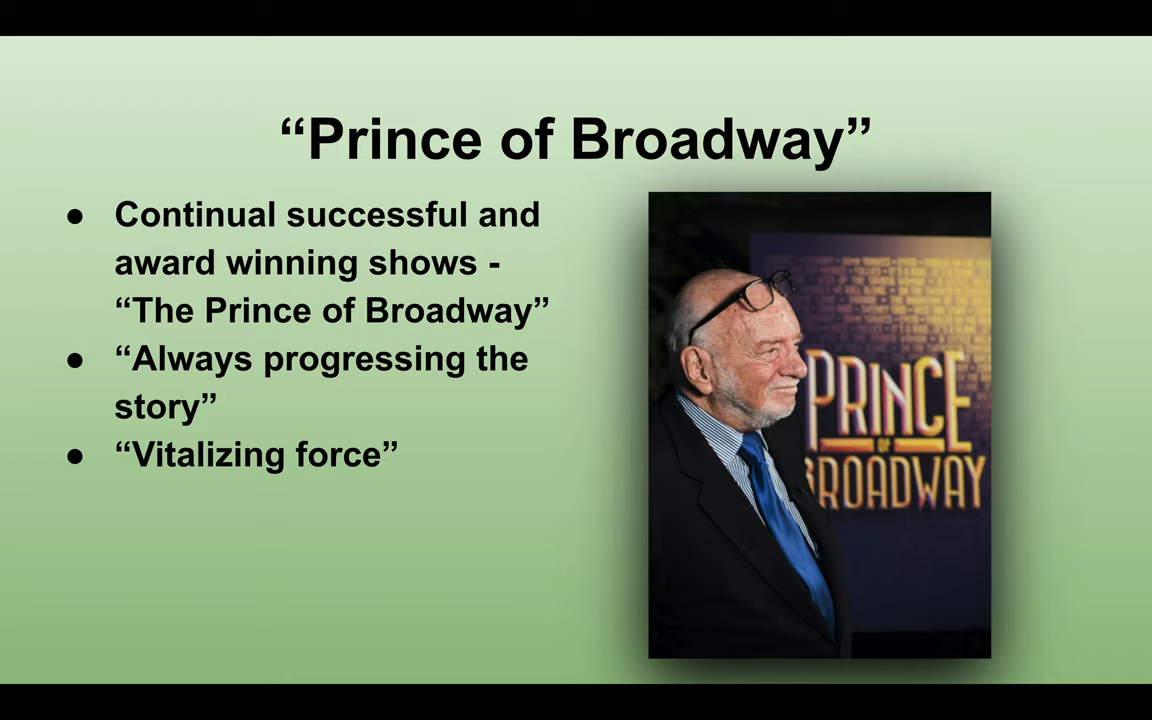 “Prince of Broadway”
● Continual successful and
award winning shows -
“The Prince of Broadway”
● “Always progressing the
story”
● “Vitalizing force”
PRINCE
OF
BROADWAY